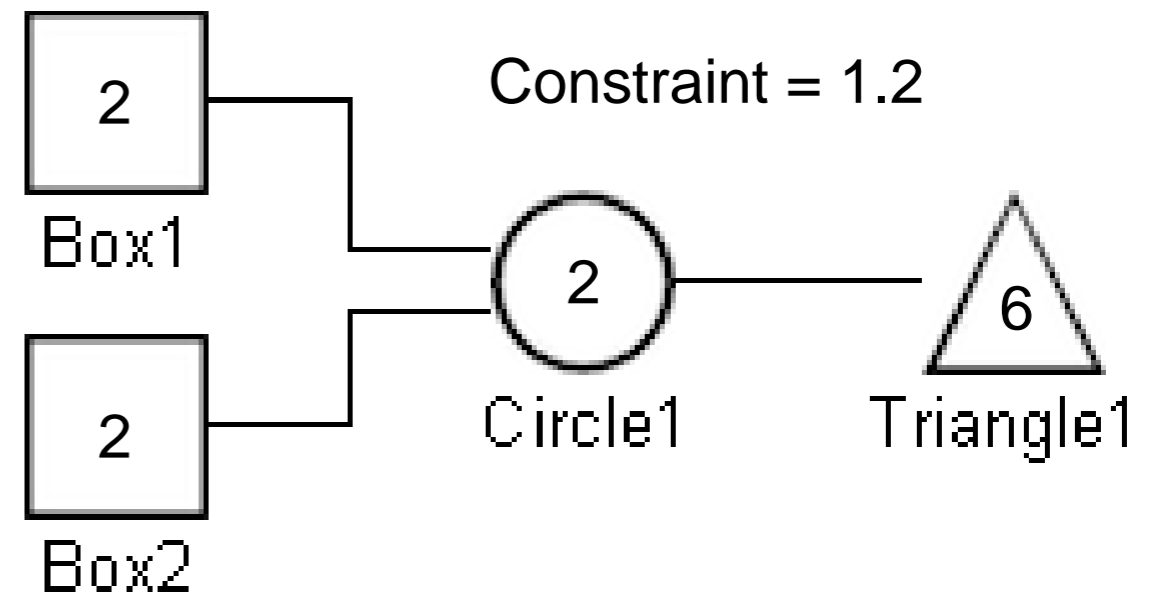 2
Constraint = 1.2
Box1
2
6
2
Circle1
Triangle1
Box2